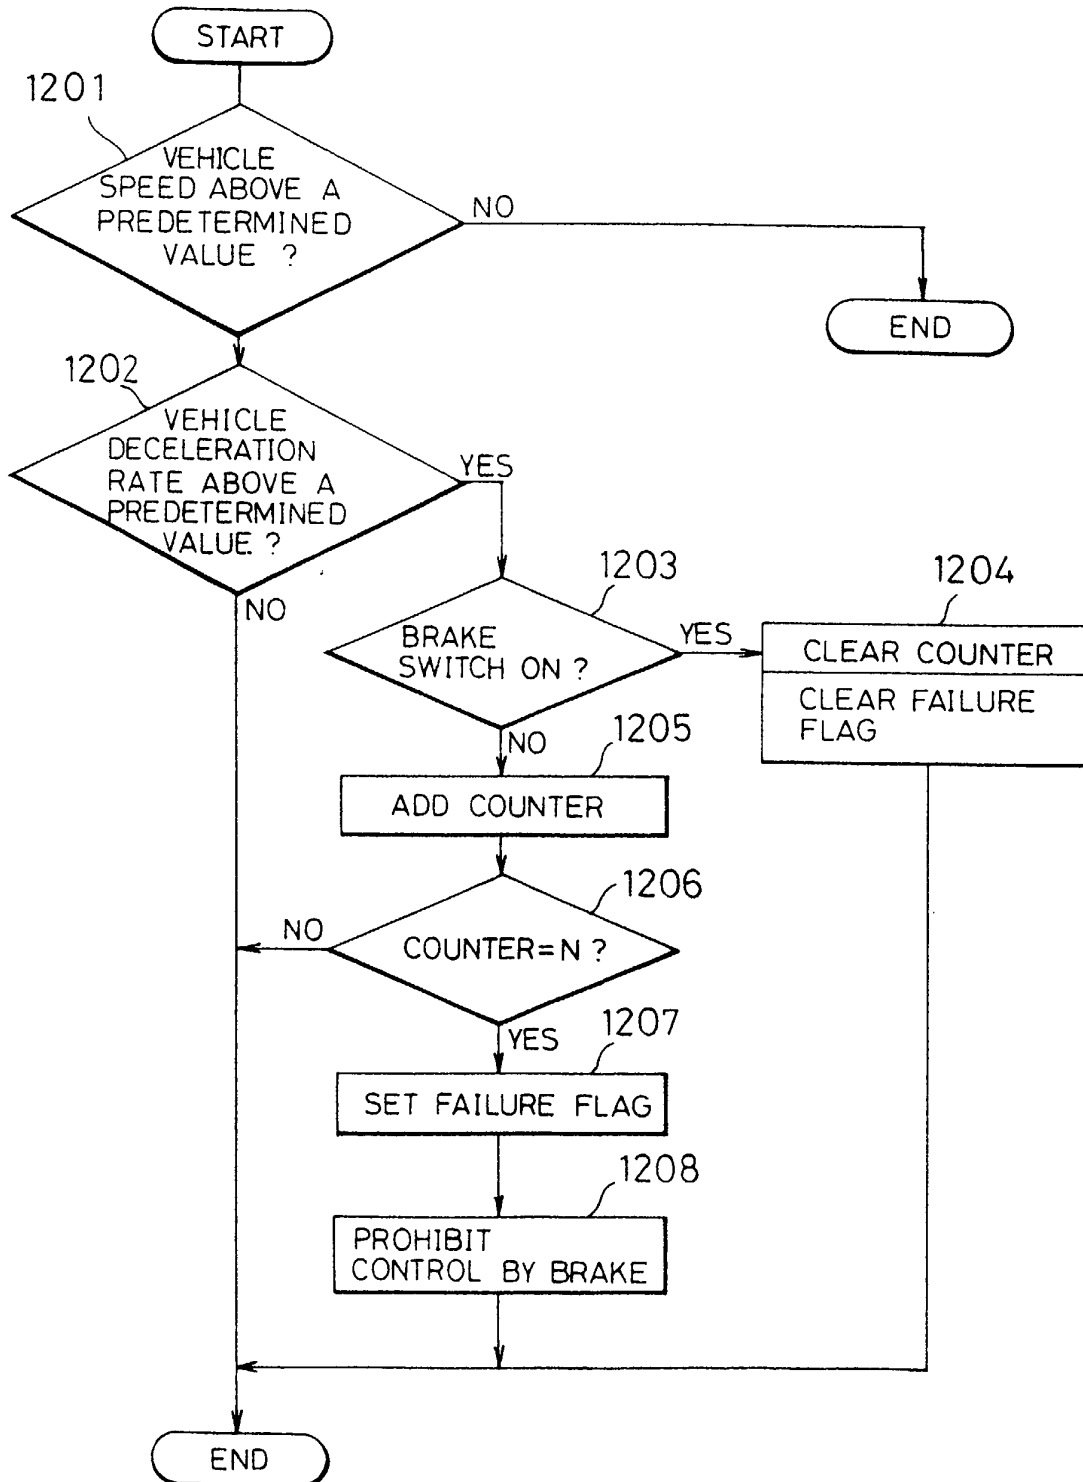 START
1201
VEHICLE
SPEED ABOVE A
PREDETERMINED
VALUE ?
NO
END
1202
VEHICLE
DECELERATION
RATE ABOVE A
PREDETERMINED
VALUE ?
YES
NO
1203
BRAKE
SWITCH ON ?
YES
1204
CLEAR COUNTER
CLEAR FAILURE
FLAG
NO
1205
ADD COUNTER
1206
COUNTER=N ?
NO
YES
1207
SET FAILURE FLAG
1208
PROHIBIT
CONTROL BY BRAKE
END